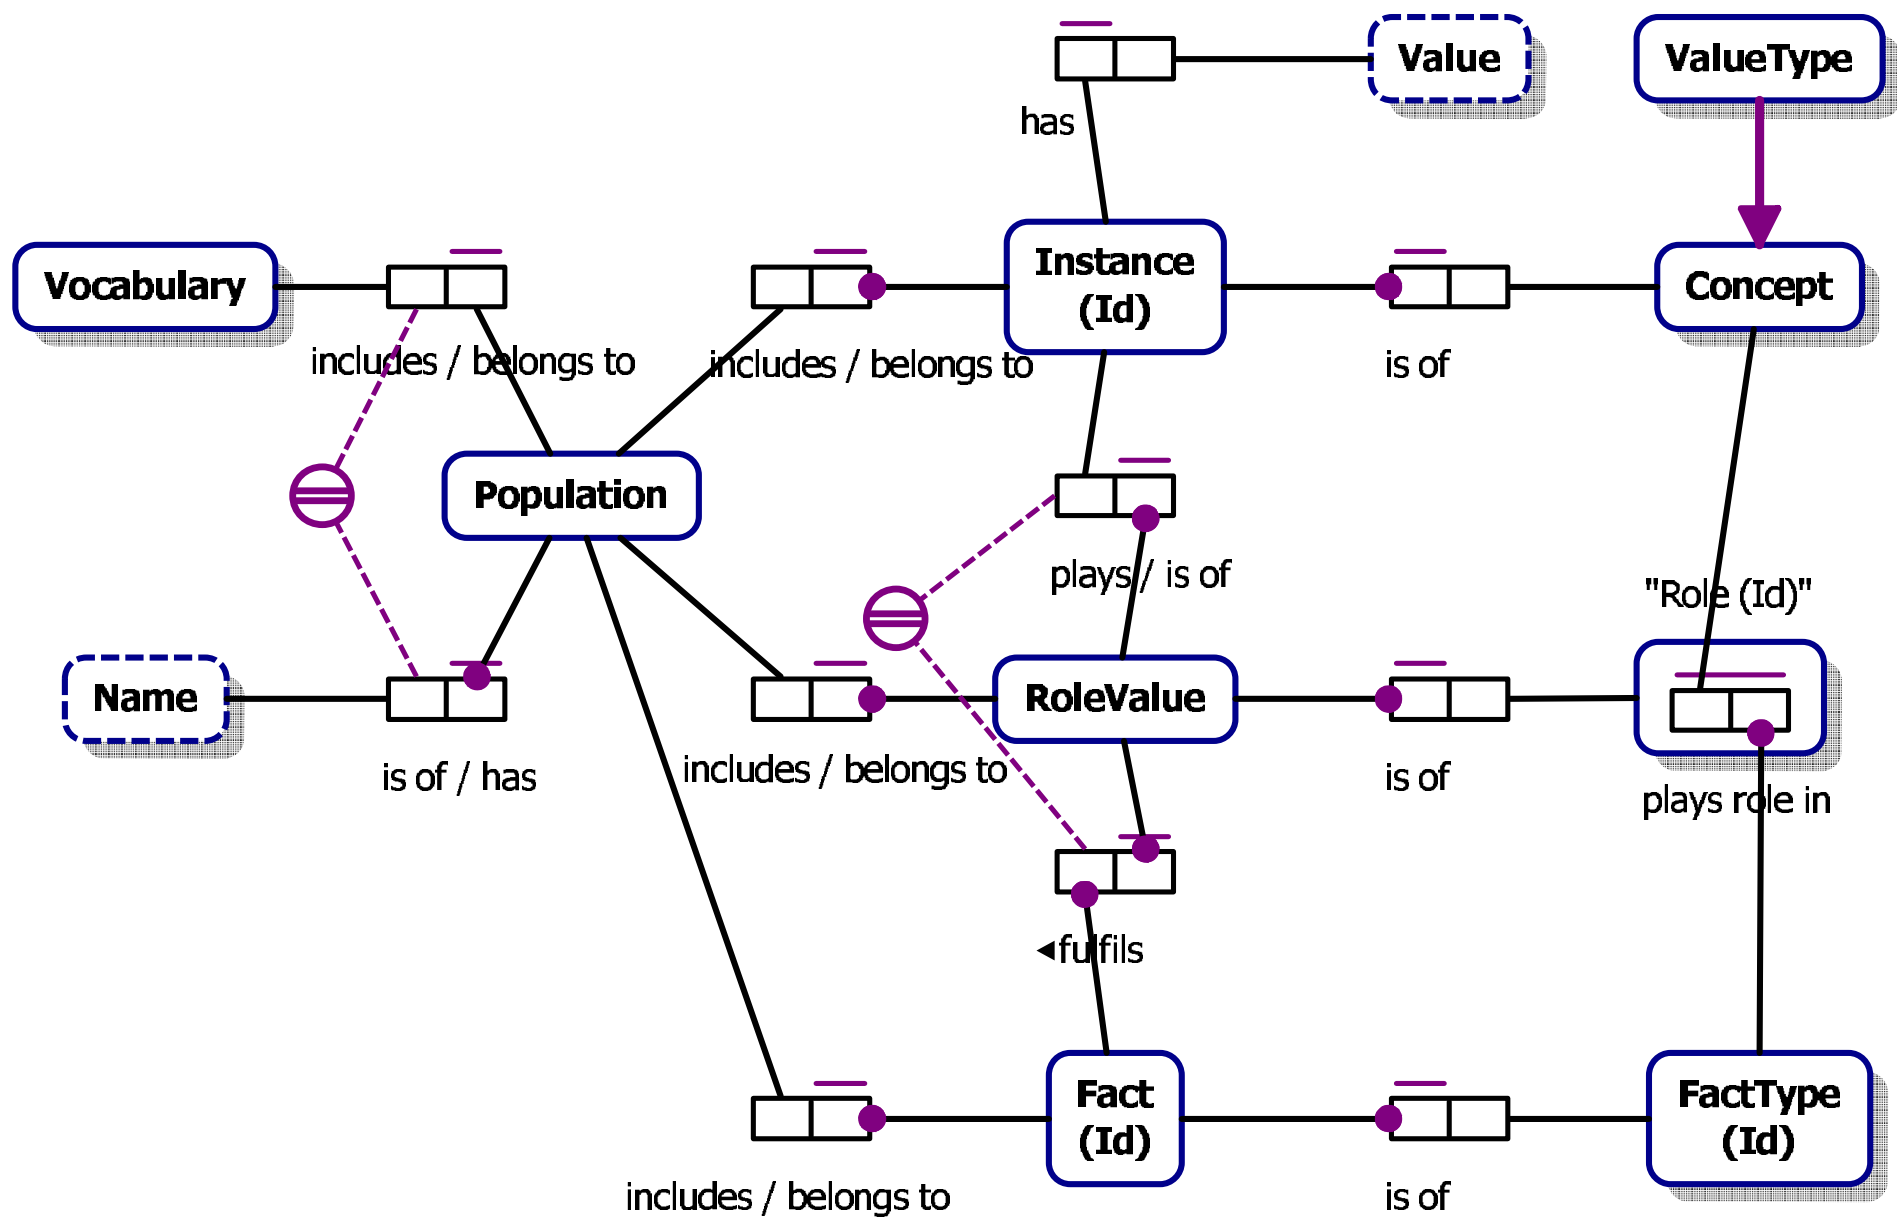 Value
ValueType
has
Vocabulary
Instance
(Id)
Concept
includes / belongs to
includes / belongs to
is of
Population
plays / is of
"Role (Id)"
Name
RoleValue
is of / has
includes / belongs to
is of
plays role in
◄fulfils
Fact
(Id)
FactType
(Id)
includes / belongs to
is of